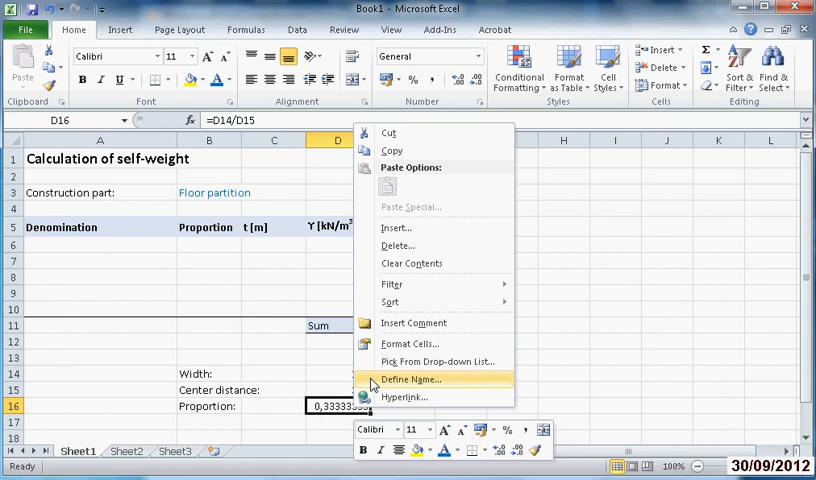 Book1 - Microsoft Excel
File Home Insert Page Layout Formulas Data Review View Add-Ins Acrobat
Calibri 11 General
Paste Conditional Formatting Format as Table Cell Styles Insert Delete Format Sort & Filter Find & Select
Clipboard Font Alignment Number Styles Cells Editing
D16 fx =D14/D15
A B C D H I J K L
1 Calculation of self-weight
2
3 Construction part: Floor partition
4
5 Denomination Proportion t [m] ϒ [kN/m³
6
7
8
9
10
11 Sum
12
13
14 Width:
15 Center distance:
16 Proportion: 0,33333333
17
18
Cut
Copy
Paste Options:
Paste Special...
Insert...
Delete...
Clear Contents
Filter
Sort
Insert Comment
Format Cells...
Pick From Drop-down List...
Define Name...
Hyperlink...
Calibri 11 A A % ,
B I A
Sheet1 Sheet2 Sheet3
Ready 100% 30/09/2012